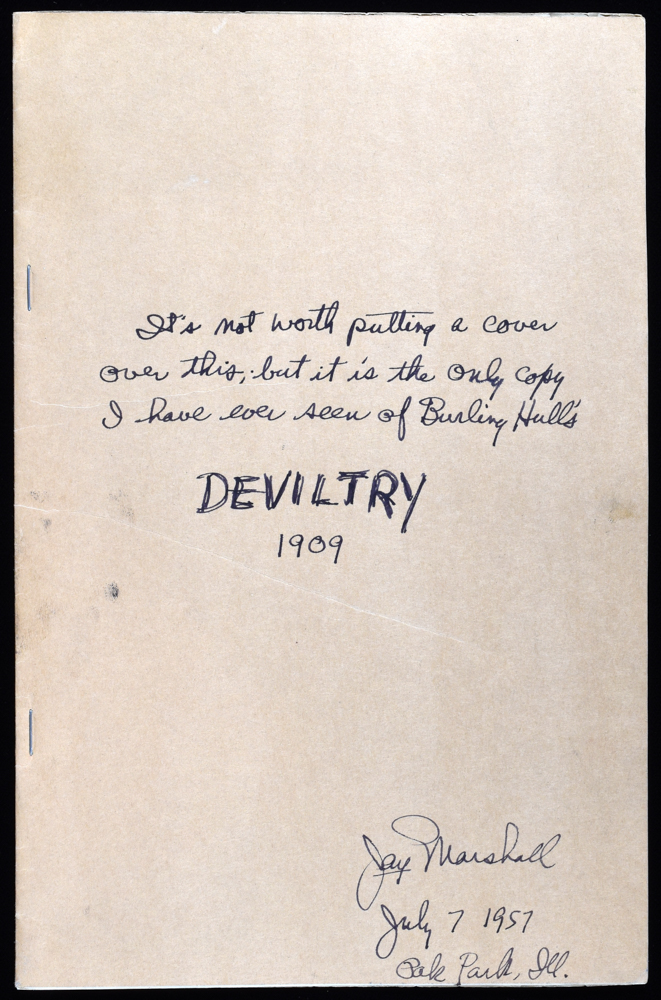 It's not worth putting a cover
over this, but it is the only copy
I have ever seen of Burling Hull's
DEVILTRY
1909
Jay Marshall
July 7 1957
Oak Park, Ill.